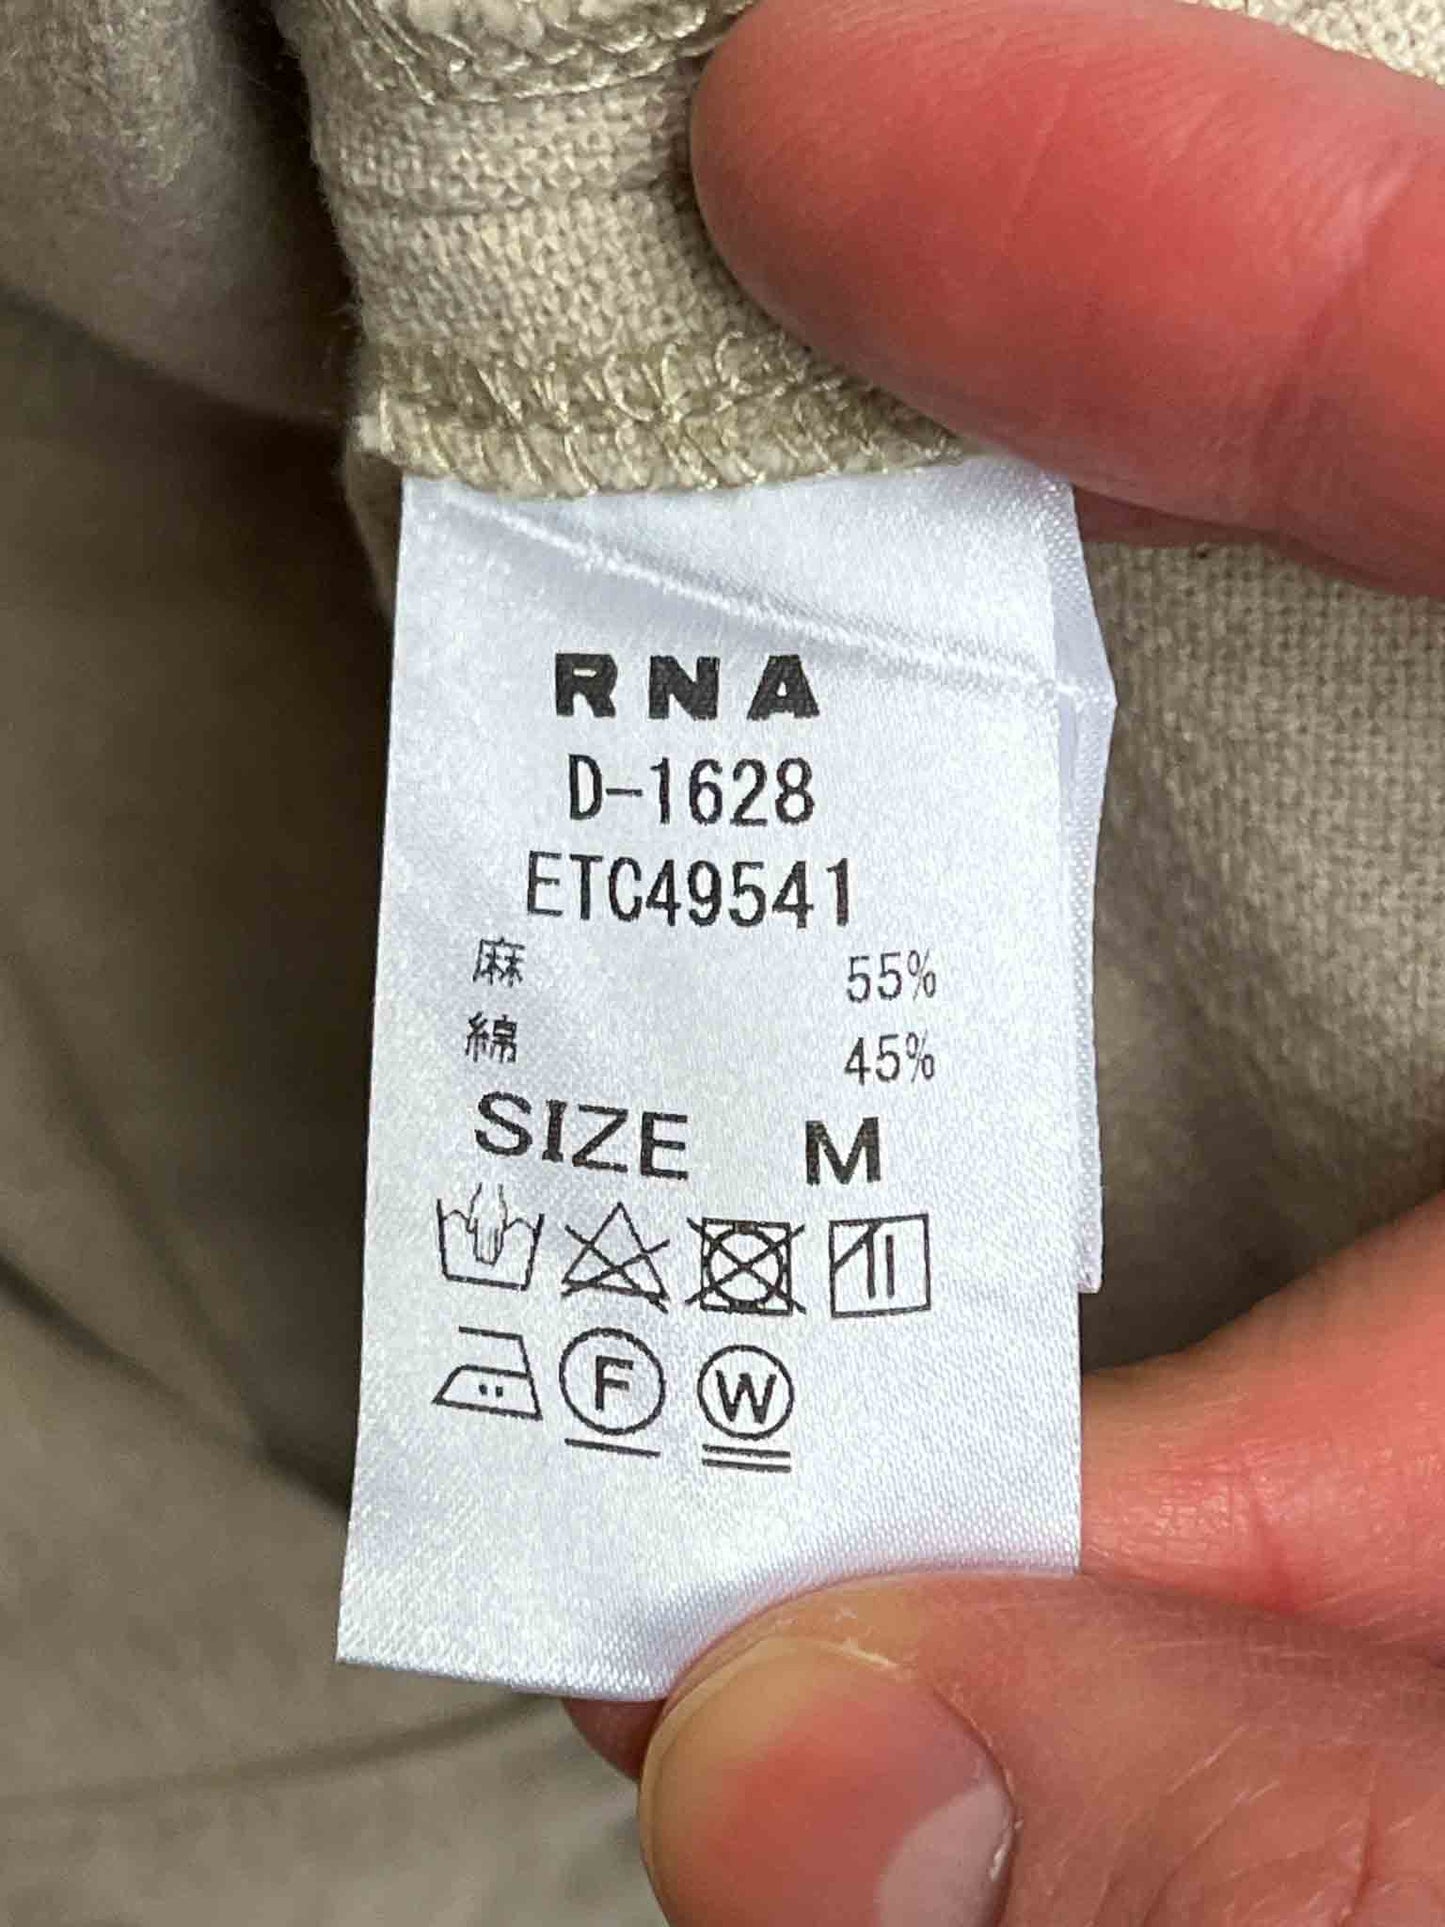 RNA
D-1628
ETC49541
麻 55%
綿 45%
SIZE M
F W